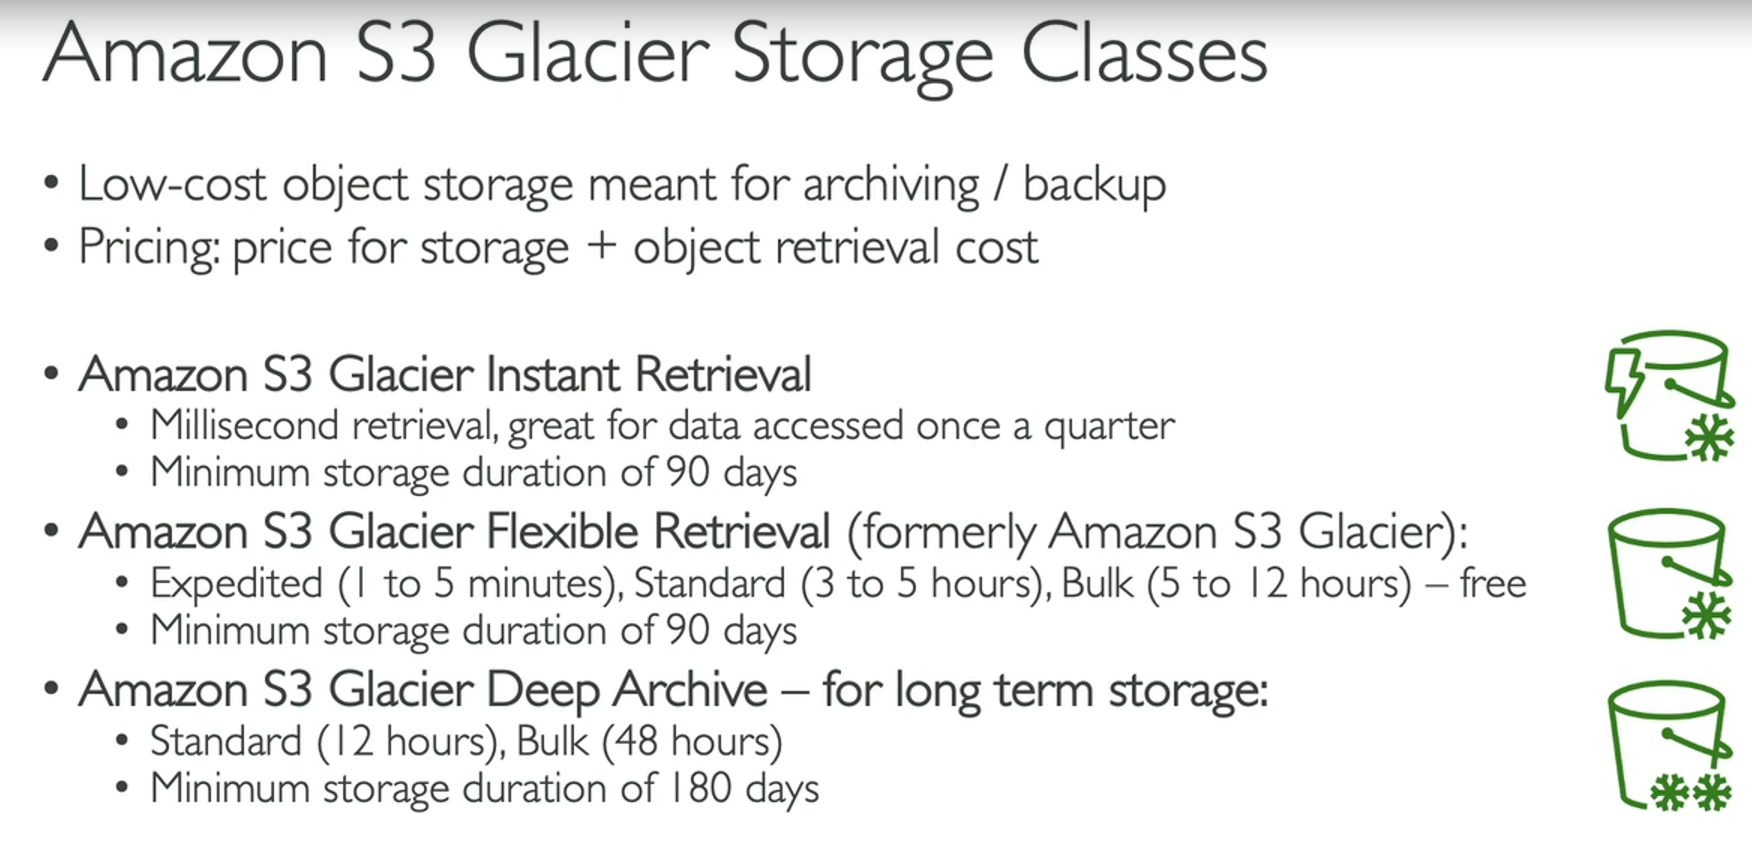 Amazon S3 Glacier Storage Classes
• Low-cost object storage meant for archiving / backup
• Pricing: price for storage + object retrieval cost
• Amazon S3 Glacier Instant Retrieval
• Millisecond retrieval, great for data accessed once a quarter
• Minimum storage duration of 90 days
• Amazon S3 Glacier Flexible Retrieval (formerly Amazon S3 Glacier):
• Expedited (1 to 5 minutes), Standard (3 to 5 hours), Bulk (5 to 12 hours) – free
• Minimum storage duration of 90 days
• Amazon S3 Glacier Deep Archive – for long term storage:
• Standard (12 hours), Bulk (48 hours)
• Minimum storage duration of 180 days